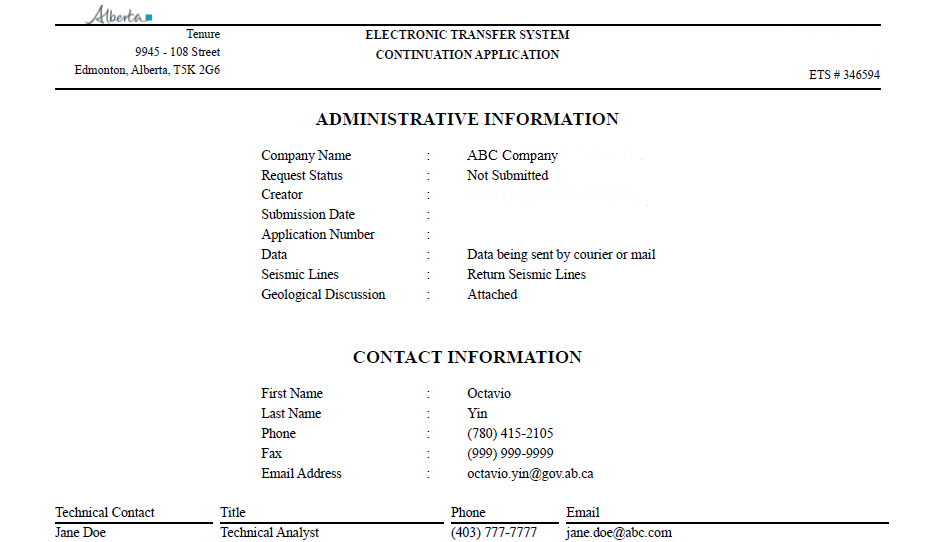 Alberta
Tenure
9945 - 108 Street
Edmonton, Alberta, T5K 2G6
ELECTRONIC TRANSFER SYSTEM
CONTINUATION APPLICATION
ETS # 346594
ADMINISTRATIVE INFORMATION
Company Name : ABC Company
Request Status : Not Submitted
Creator :
Submission Date :
Application Number :
Data : Data being sent by courier or mail
Seismic Lines : Return Seismic Lines
Geological Discussion : Attached
CONTACT INFORMATION
First Name : Octavio
Last Name : Yin
Phone : (780) 415-2105
Fax : (999) 999-9999
Email Address : octavio.yin@gov.ab.ca
Technical Contact Title Phone Email
Jane Doe Technical Analyst (403) 777-7777 jane.doe@abc.com